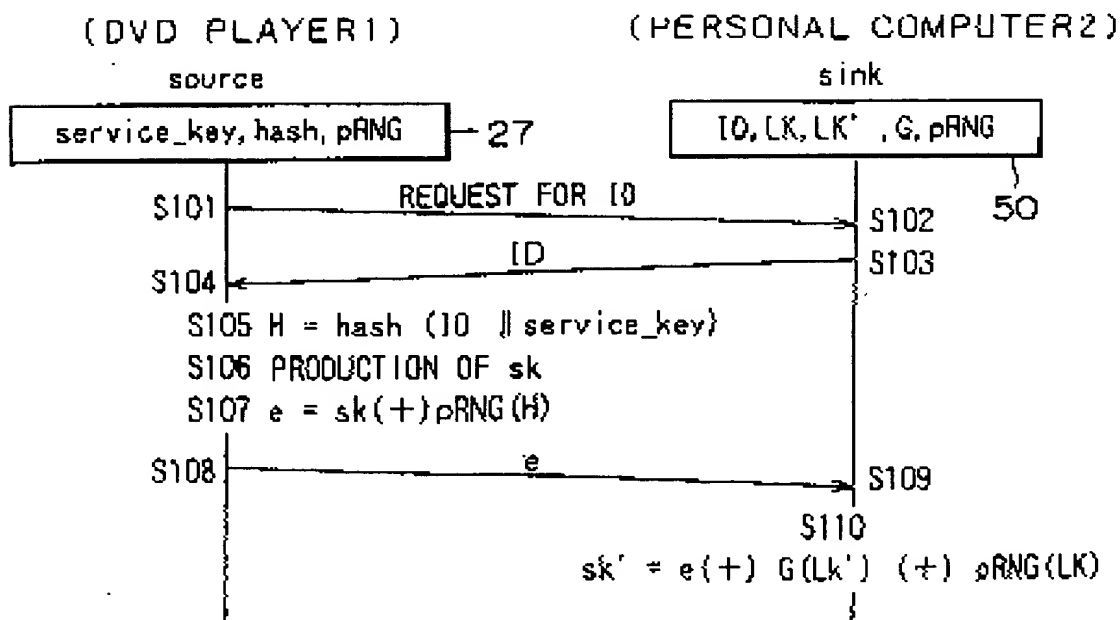 (DVD PLAYER1) (PERSONAL COMPUTER2)
source sink
service_key, hash, pRNG 27 ID, LK, LK' , G, pRNG
50
S101 REQUEST FOR ID S102
ID S103
S104
S105 H = hash (ID || service_key)
S106 PRODUCTION OF sk
S107 e = sk(+)pRNG(H)
S108 e S109
S110
sk' = e(+) G(Lk') (+) pRNG(LK)